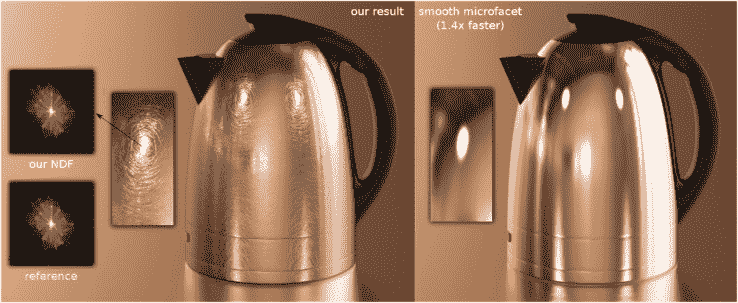 our result
smooth microfacet
(1.4x faster)
our NDF
reference